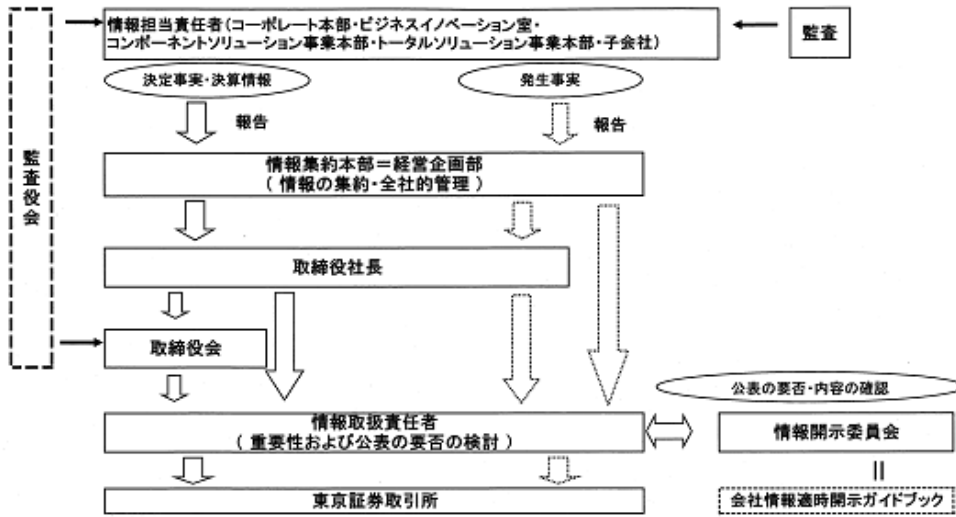 情報担当責任者（コーポレート本部・ビジネスイノベーション室・
コンポーネントソリューション事業本部・トータルソリューション事業本部・子会社）
監査
決定事実・決算情報
発生事実
報告
報告
監査役会
情報集約本部＝経営企画部
（ 情報の集約・全社的管理 ）
取締役社長
取締役会
公表の要否・内容の確認
情報取扱責任者
（ 重要性および公表の要否の検討 ）
情報開示委員会
東京証券取引所
会社情報適時開示ガイドブック